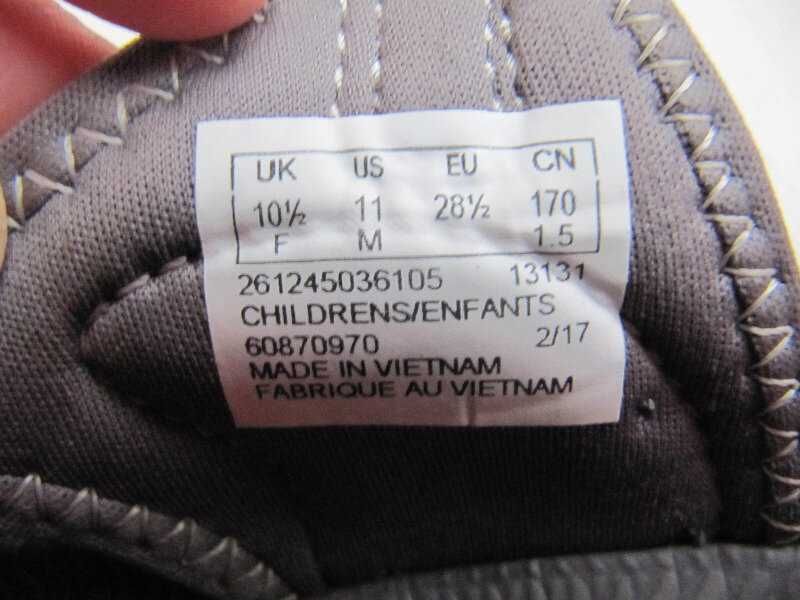 UK US EU CN
10½ 11 28½ 170
F M 1.5
261245036105 13131
CHILDRENS/ENFANTS
60870970 2/17
MADE IN VIETNAM
FABRIQUE AU VIETNAM